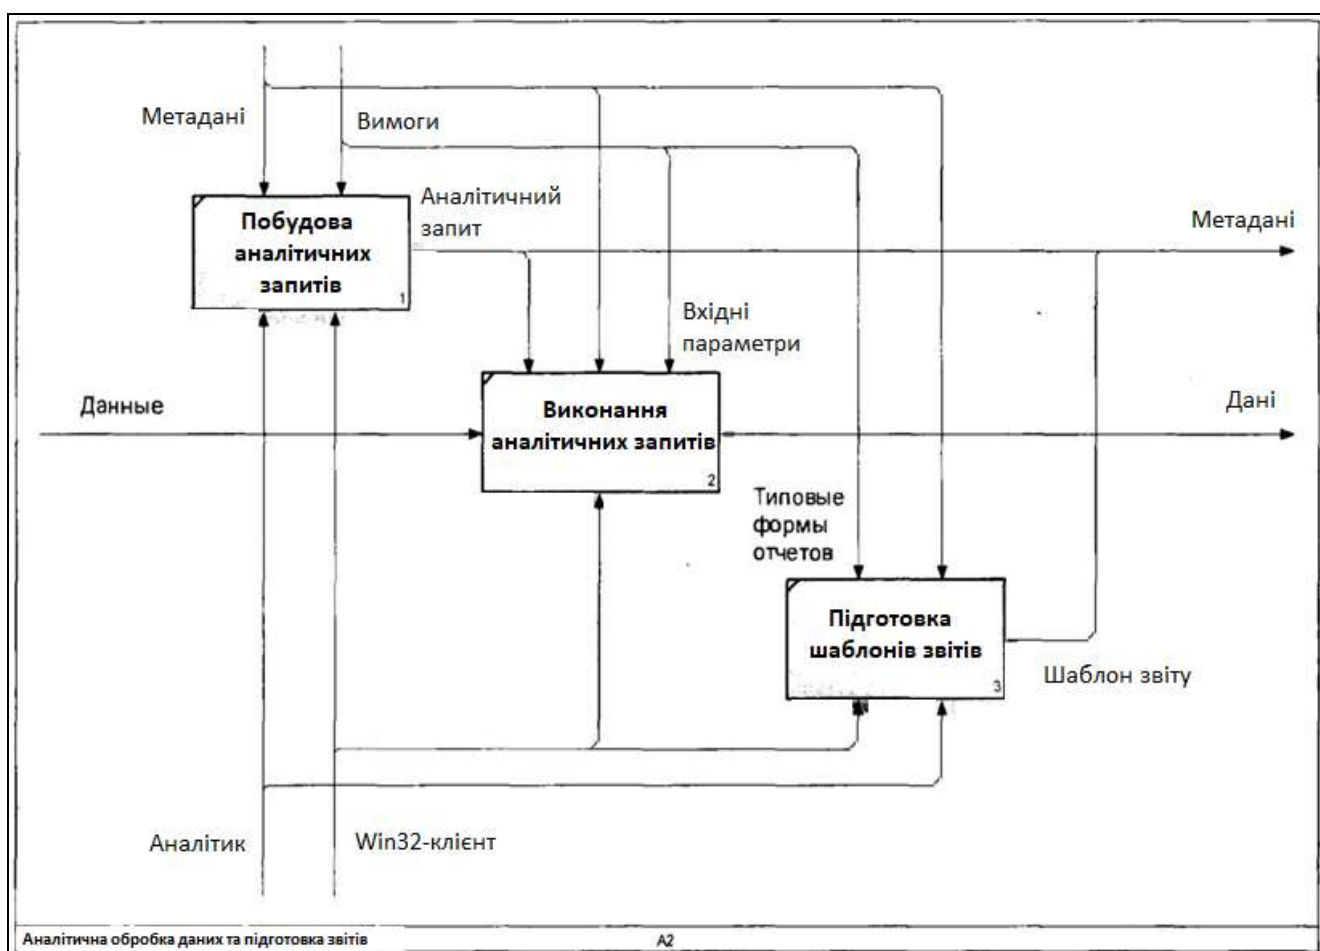 Метадані
Вимоги
Побудова
аналітичних
запитів
1
Аналітичний
запит
Метадані
Вхідні
параметри
Данные
Виконання
аналітичних запитів
2
Дані
Типовые
формы
отчетов
Підготовка
шаблонів звітів
3
Шаблон звіту
Аналітик
Win32-клієнт
Аналітична обробка даних та підготовка звітів
A2